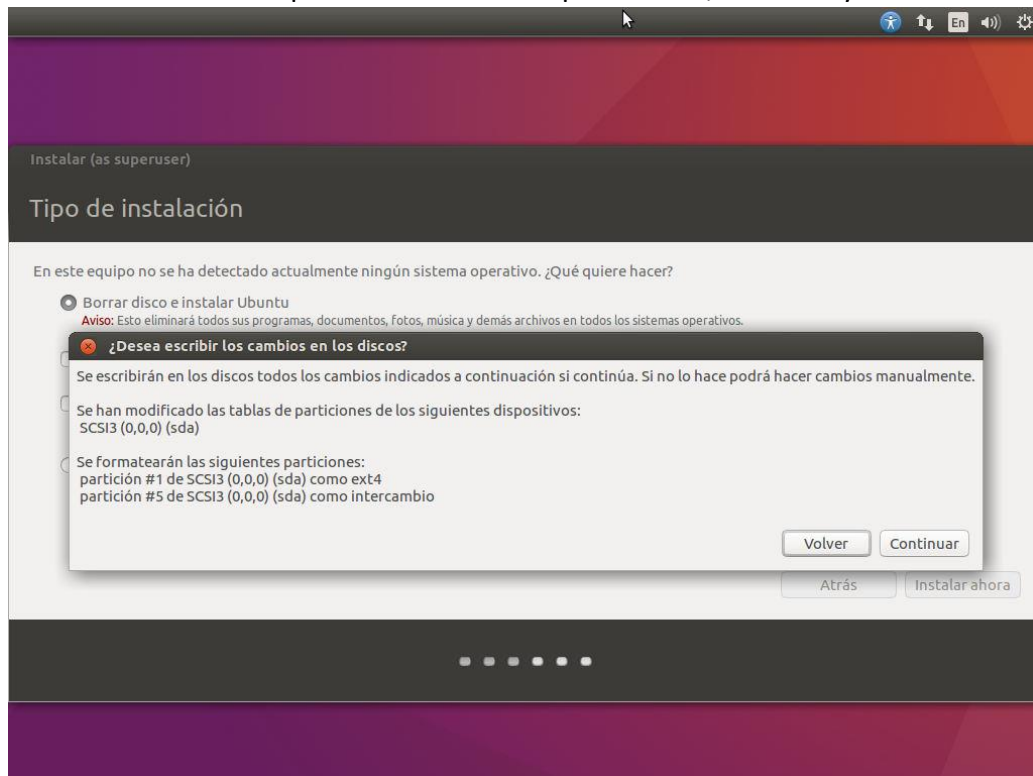 En
Instalar (as superuser)
Tipo de instalación
En este equipo no se ha detectado actualmente ningún sistema operativo. ¿Qué quiere hacer?
Borrar disco e instalar Ubuntu
Aviso: Esto eliminará todos sus programas, documentos, fotos, música y demás archivos en todos los sistemas operativos.
¿Desea escribir los cambios en los discos?
Se escribirán en los discos todos los cambios indicados a continuación si continúa. Si no lo hace podrá hacer cambios manualmente.
Se han modificado las tablas de particiones de los siguientes dispositivos:
SCSI3 (0,0,0) (sda)
Se formatearán las siguientes particiones:
partición #1 de SCSI3 (0,0,0) (sda) como ext4
partición #5 de SCSI3 (0,0,0) (sda) como intercambio
Volver Continuar
Atrás Instalar ahora